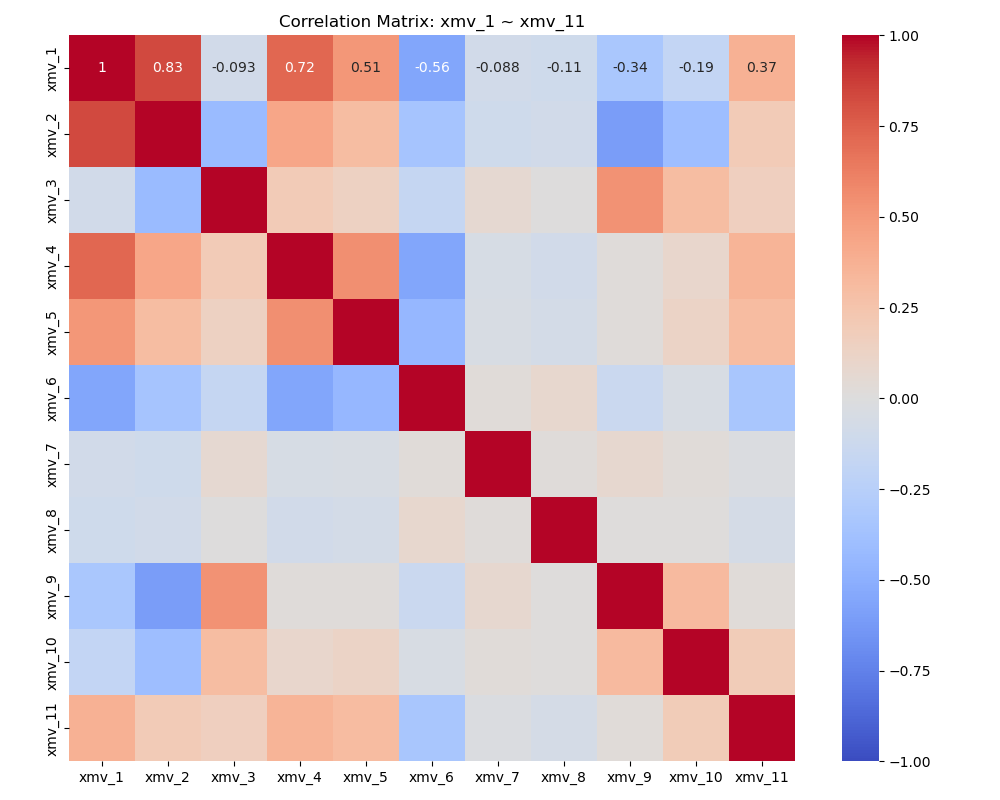 Correlation Matrix: xmv_1 ~ xmv_11
xmv_1
1 0.83 -0.093 0.72 0.51 -0.56 -0.088 -0.11 -0.34 -0.19 0.37
xmv_2
xmv_3
xmv_4
xmv_5
xmv_6
xmv_7
xmv_8
xmv_9
xmv_10
xmv_11
xmv_1 xmv_2 xmv_3 xmv_4 xmv_5 xmv_6 xmv_7 xmv_8 xmv_9 xmv_10 xmv_11
1.00
0.75
0.50
0.25
0.00
−0.25
−0.50
−0.75
−1.00